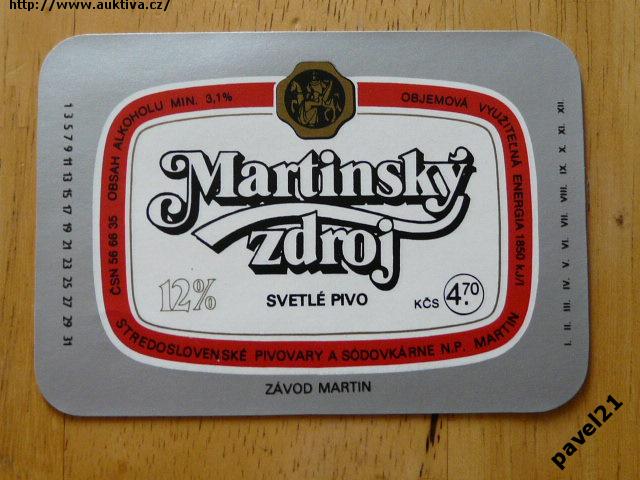 http://www.auktiva.cz/
ČSN 56 66 35 OBSAH ALKOHOLU MIN. 3,1%
OBJEMOVÁ VYUŽITEĽNÁ ENERGIA 1850 kJ/l
1 3 5 7 9 11 13 15 17 19 21 23 25 27 29 31
I. II. III. IV. V. VI. VII. VIII. IX. X. XI. XII.
Martinský
zdroj
12%
SVETLÉ PIVO
KČS 4.70
STREDOSLOVENSKÉ PIVOVARY A SÓDOVKÁRNE N.P. MARTIN
ZÁVOD MARTIN
pavel21